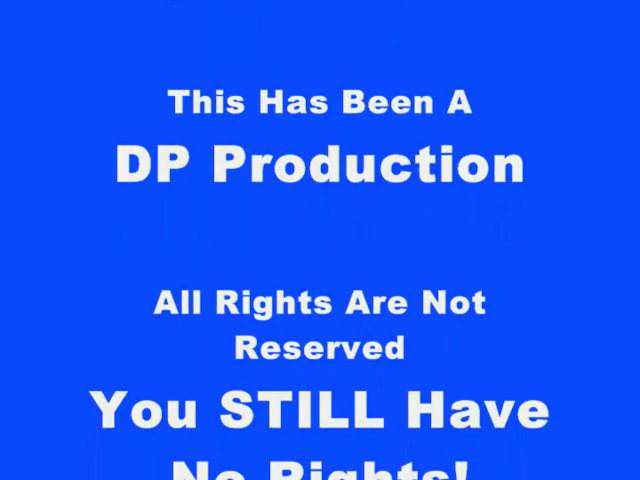 This Has Been A
DP Production
All Rights Are Not
Reserved
You STILL Have
No Rights!